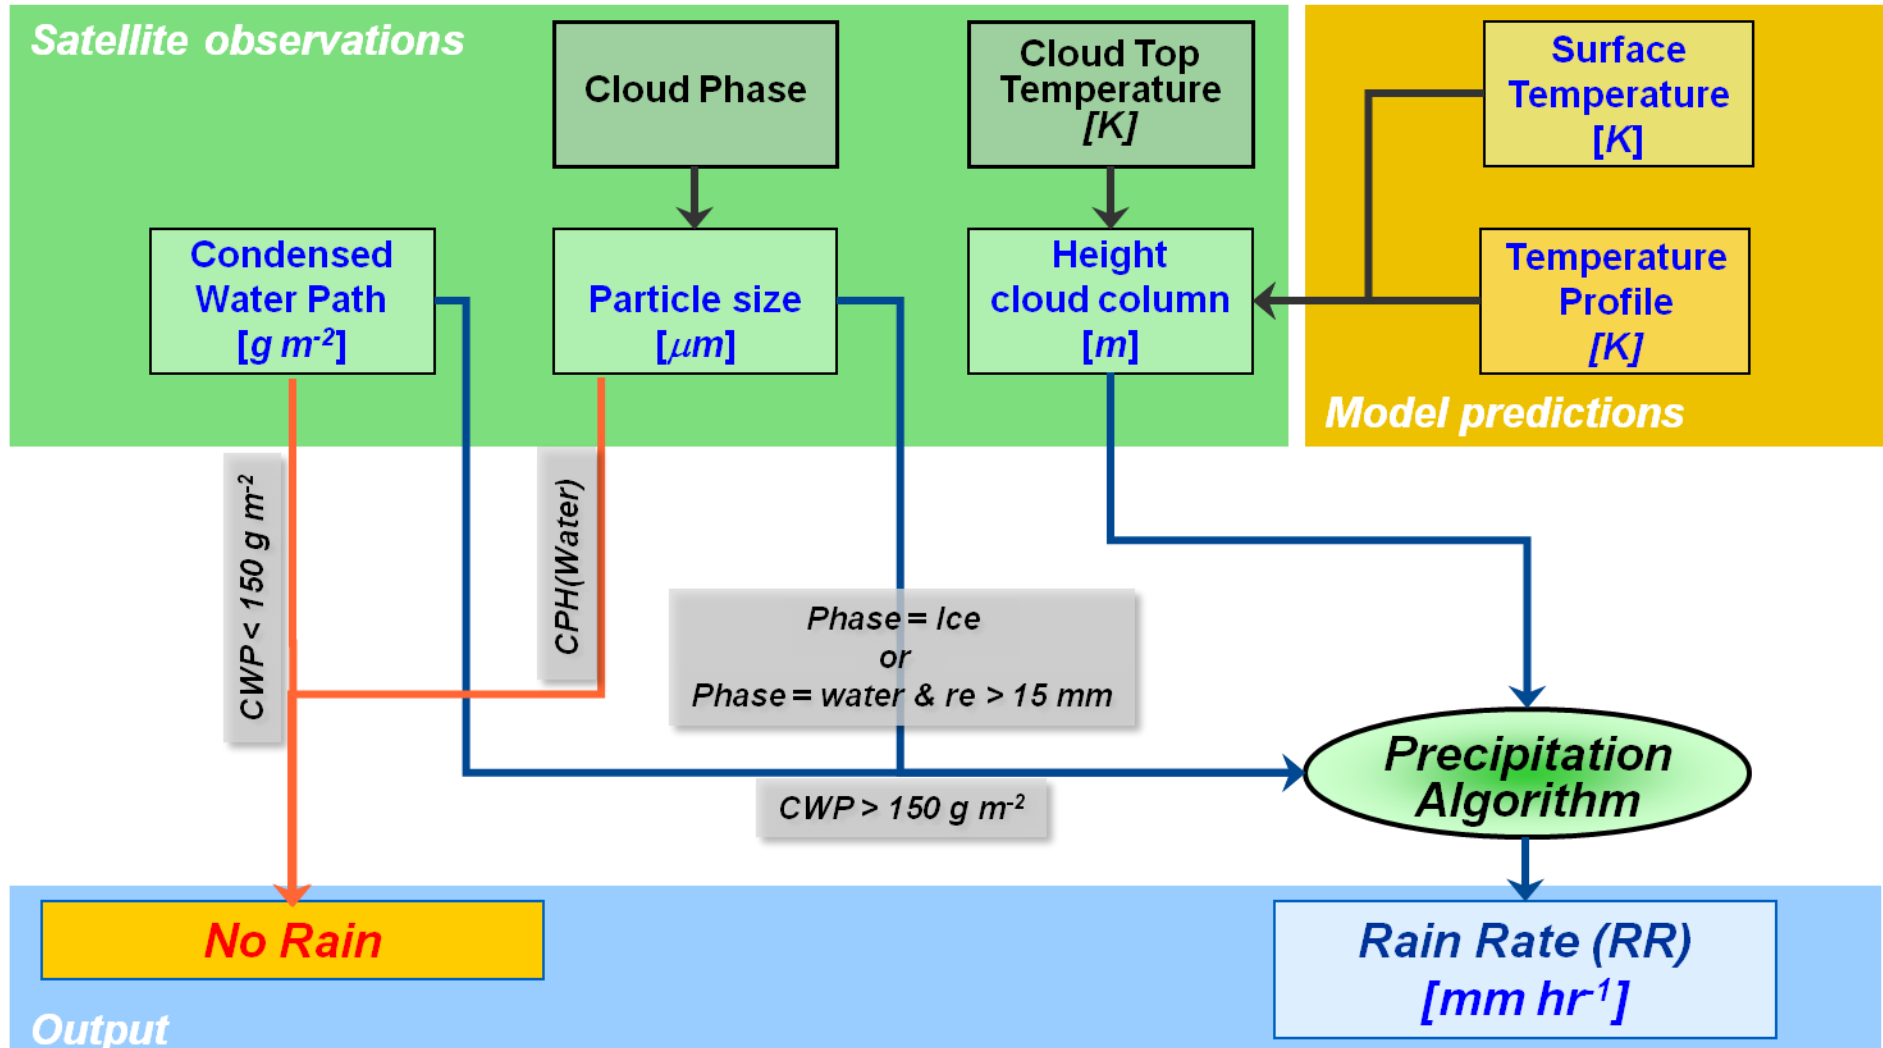 Satellite observations
Cloud Phase
Cloud Top
Temperature
[K]
Surface
Temperature
[K]
Condensed
Water Path
[g m-2]
Particle size
[μm]
Height
cloud column
[m]
Temperature
Profile
[K]
Model predictions
CWP < 150 g m-2
CPH(Water)
Phase = Ice
or
Phase = water & re > 15 mm
CWP > 150 g m-2
Precipitation
Algorithm
No Rain
Rain Rate (RR)
[mm hr-1]
Output